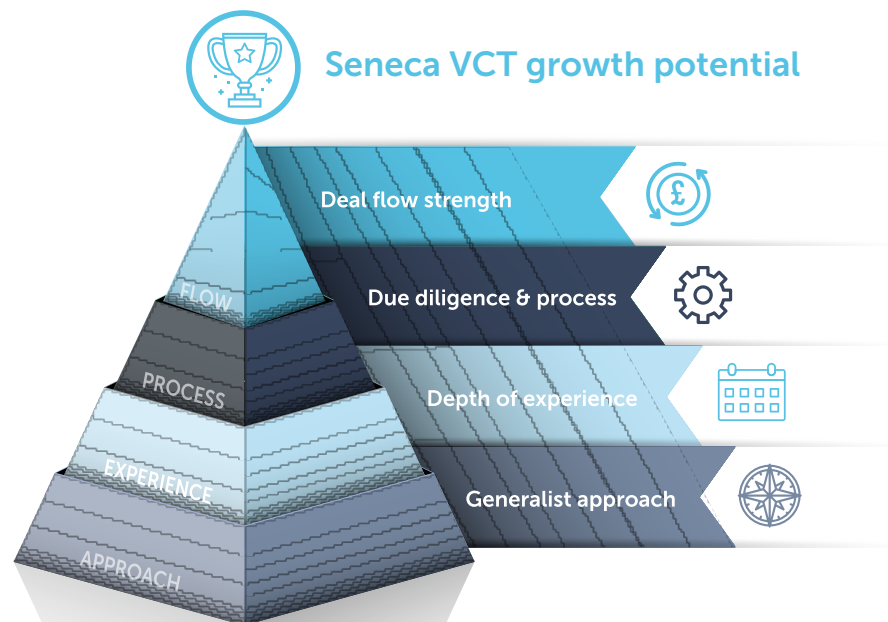 Seneca VCT growth potential
Deal flow strength
FLOW
Due diligence & process
PROCESS
Depth of experience
EXPERIENCE
Generalist approach
APPROACH
£